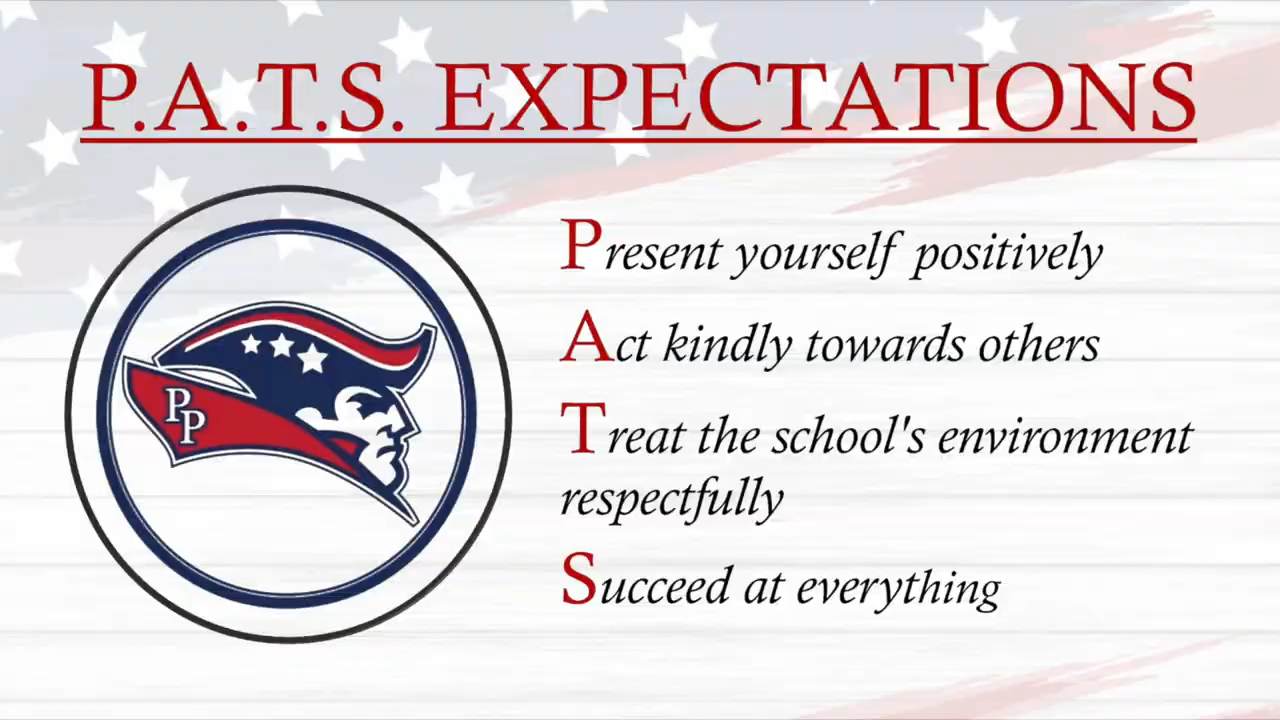 P.A.T.S. EXPECTATIONS
Present yourself positively
Act kindly towards others
Treat the school's environment
respectfully
Succeed at everything
PP